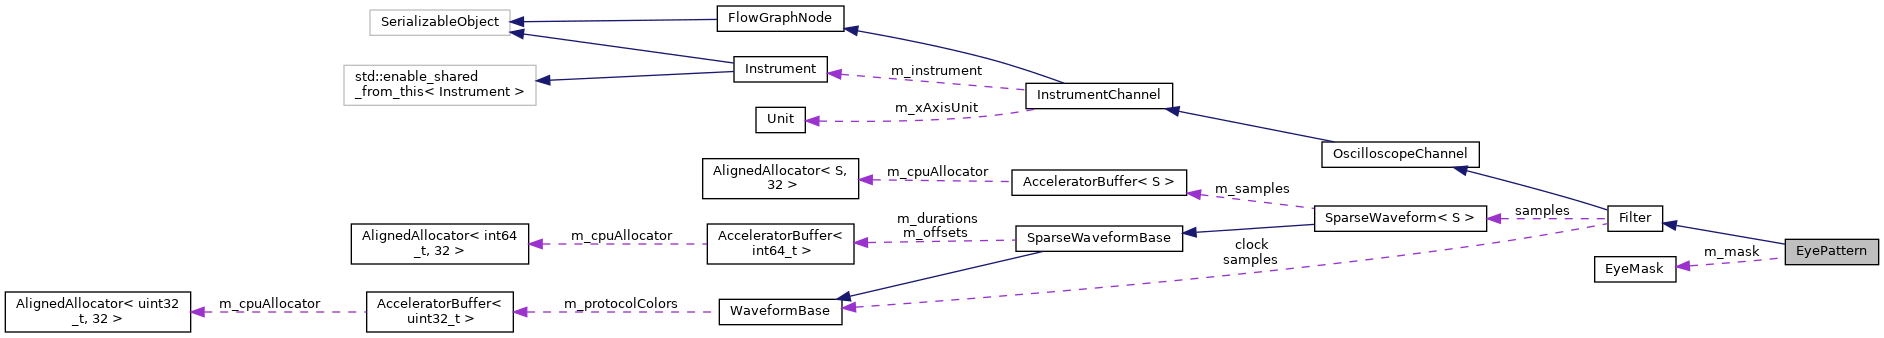 SerializableObject
FlowGraphNode
std::enable_shared
_from_this< Instrument >
Instrument
m_instrument
InstrumentChannel
m_xAxisUnit
Unit
OscilloscopeChannel
AlignedAllocator< S,
32 >
m_cpuAllocator
AcceleratorBuffer< S >
m_samples
SparseWaveform< S >
samples
Filter
m_durations
m_offsets
AlignedAllocator< int64
_t, 32 >
m_cpuAllocator
AcceleratorBuffer<
int64_t >
SparseWaveformBase
clock
samples
m_mask
EyePattern
EyeMask
AlignedAllocator< uint32
_t, 32 >
m_cpuAllocator
AcceleratorBuffer<
uint32_t >
m_protocolColors
WaveformBase